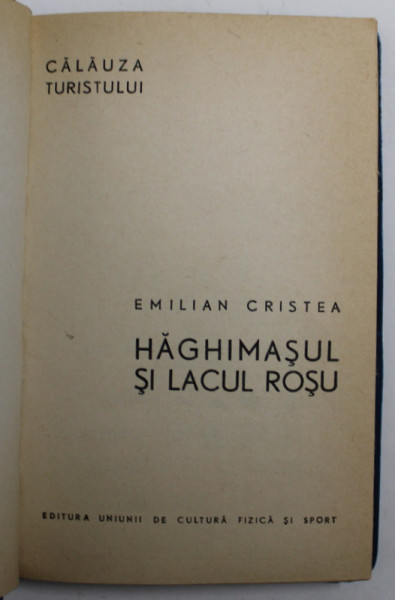 CĂLĂUZA
TURISTULUI
EMILIAN CRISTEA
HĂGHIMAŞUL
ŞI LACUL ROŞU
EDITURA UNIUNII DE CULTURĂ FIZICĂ ŞI SPORT